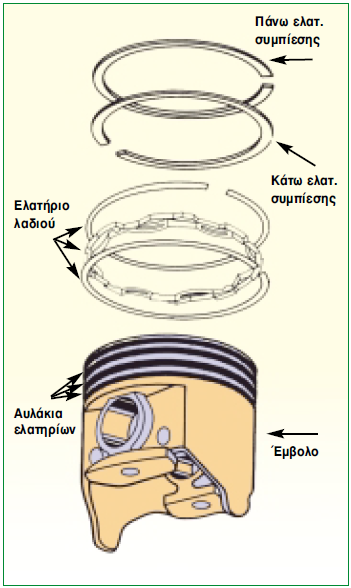 Πάνω ελατ.
συμπίεσης
Κάτω ελατ.
συμπίεσης
Ελατήριο
λαδιού
Αυλάκια
ελατηρίων
Έμβολο